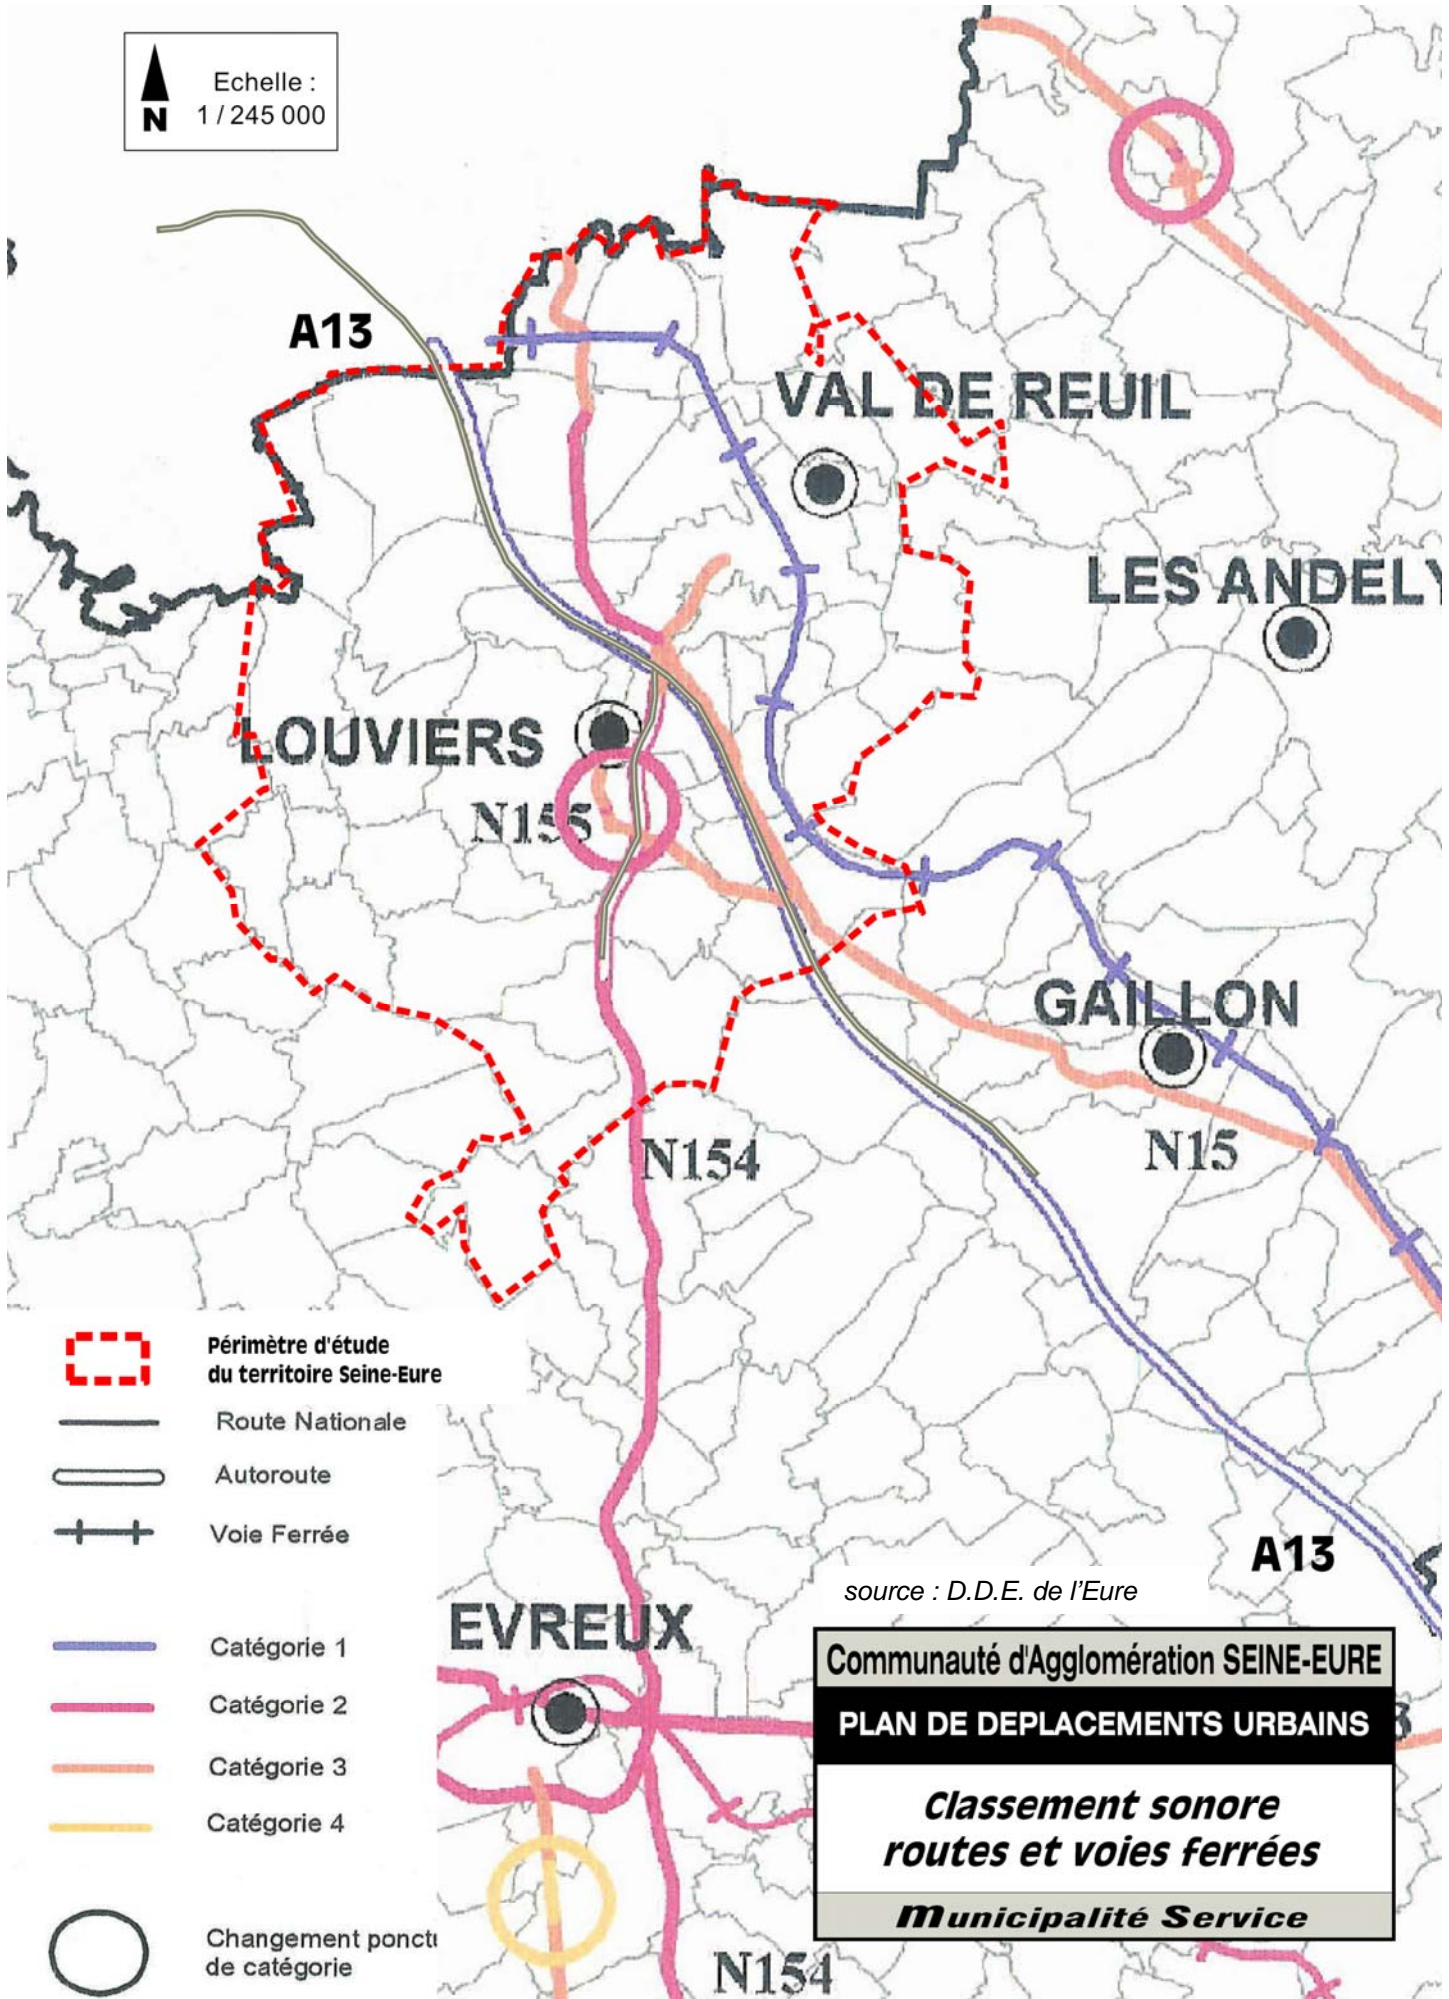 Echelle :
N 1 / 245 000
A13
VAL DE REUIL
LES ANDELY
LOUVIERS
N155
GAILLON
N154
N15
Périmètre d'étude
du territoire Seine-Eure
Route Nationale
Autoroute
Voie Ferrée
A13
source : D.D.E. de l'Eure
EVREUX
Catégorie 1
Catégorie 2
Catégorie 3
Catégorie 4
Changement ponctu
de catégorie
Communauté d'Agglomération SEINE-EURE
PLAN DE DEPLACEMENTS URBAINS
3
Classement sonore
routes et voies ferrées
Municipalité Service
N154